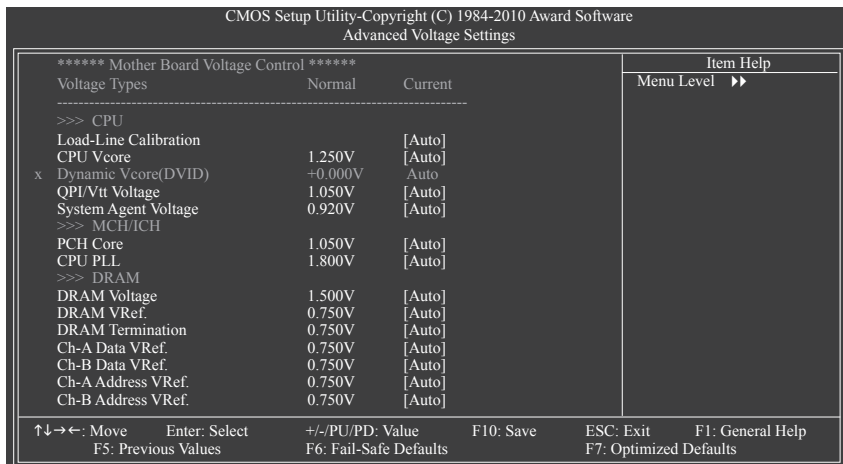 CMOS Setup Utility-Copyright (C) 1984-2010 Award Software
Advanced Voltage Settings
****** Mother Board Voltage Control ****** Item Help
Voltage Types Normal Current Menu Level ▶▶
--------------------------------------------------------------------------------
>>> CPU
Load-Line Calibration [Auto]
CPU Vcore 1.250V [Auto]
x Dynamic Vcore(DVID) +0.000V Auto
QPI/Vtt Voltage 1.050V [Auto]
System Agent Voltage 0.920V [Auto]
>>> MCH/ICH
PCH Core 1.050V [Auto]
CPU PLL 1.800V [Auto]
>>> DRAM
DRAM Voltage 1.500V [Auto]
DRAM VRef. 0.750V [Auto]
DRAM Termination 0.750V [Auto]
Ch-A Data VRef. 0.750V [Auto]
Ch-B Data VRef. 0.750V [Auto]
Ch-A Address VRef. 0.750V [Auto]
Ch-B Address VRef. 0.750V [Auto]
↑↓→←: Move Enter: Select +/-/PU/PD: Value F10: Save ESC: Exit F1: General Help
F5: Previous Values F6: Fail-Safe Defaults F7: Optimized Defaults